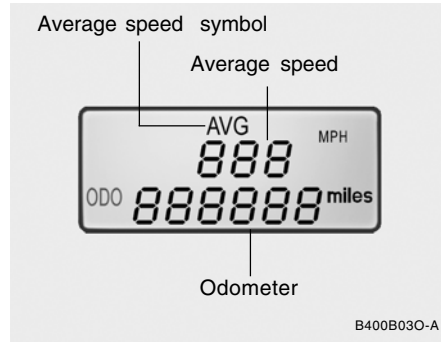 Average speed symbol
Average speed
AVG
MPH
888
ODO 888888 miles
Odometer
B400B03O-A